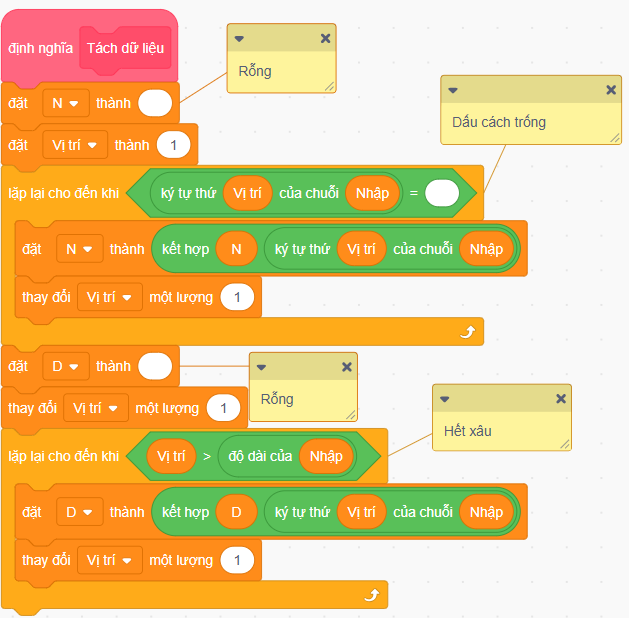 định nghĩa Tách dữ liệu
đặt N thành
Rỗng
đặt Vị trí thành 1
Dấu cách trống
lặp lại cho đến khi ký tự thứ Vị trí của chuỗi Nhập =
đặt N thành kết hợp N ký tự thứ Vị trí của chuỗi Nhập
thay đổi Vị trí một lượng 1
đặt D thành
Rỗng
thay đổi Vị trí một lượng 1
Hết xâu
lặp lại cho đến khi Vị trí > độ dài của Nhập
đặt D thành kết hợp D ký tự thứ Vị trí của chuỗi Nhập
thay đổi Vị trí một lượng 1